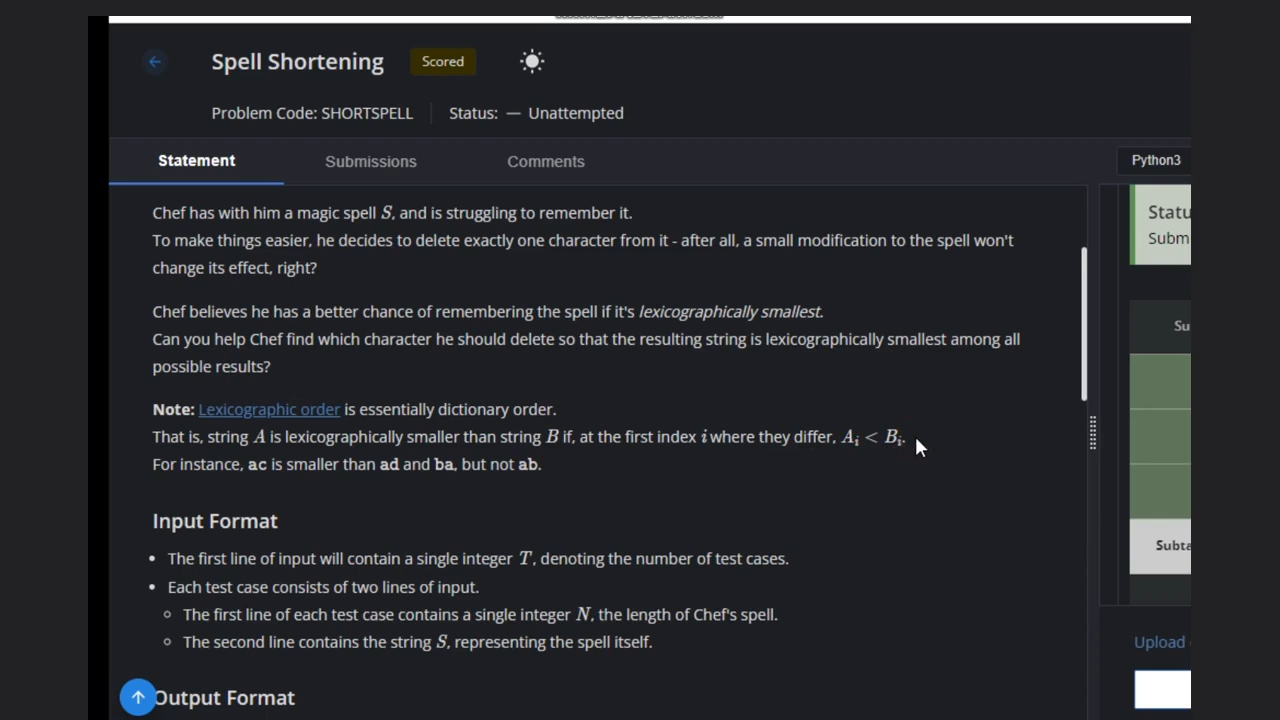 Spell Shortening Scored
Problem Code: SHORTSPELL Status: — Unattempted
Statement Submissions Comments Python3
Chef has with him a magic spell S, and is struggling to remember it.
To make things easier, he decides to delete exactly one character from it - after all, a small modification to the spell won't
change its effect, right?
Chef believes he has a better chance of remembering the spell if it's lexicographically smallest.
Can you help Chef find which character he should delete so that the resulting string is lexicographically smallest among all
possible results?
Note: Lexicographic order is essentially dictionary order.
That is, string A is lexicographically smaller than string B if, at the first index i where they differ, Aᵢ < Bᵢ.
For instance, ac is smaller than ad and ba, but not ab.
Input Format
• The first line of input will contain a single integer T, denoting the number of test cases.
• Each test case consists of two lines of input.
○ The first line of each test case contains a single integer N, the length of Chef's spell.
○ The second line contains the string S, representing the spell itself.
Output Format
Statu
Subm
Su
Subta
Upload